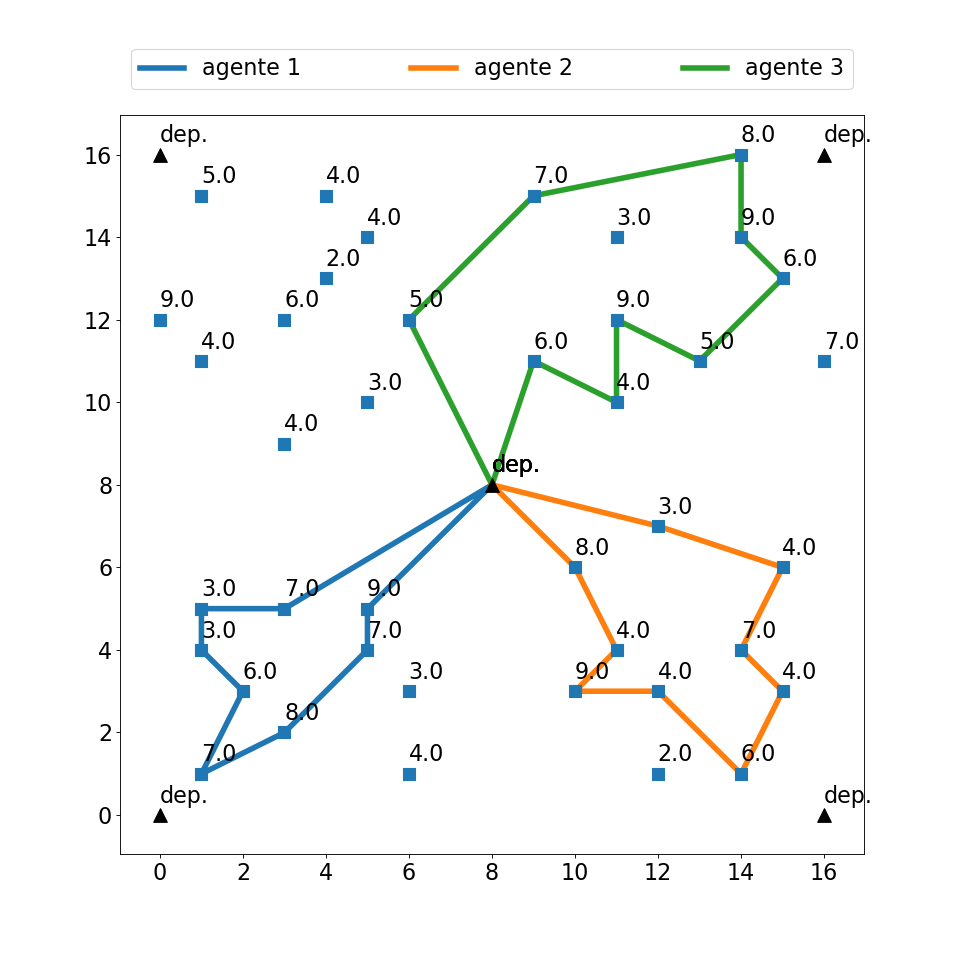 agente 1 agente 2 agente 3
dep. 8.0 dep.
16
5.0 4.0 7.0
4.0 3.0 9.0
14
2.0 6.0
9.0 6.0 5.0 9.0
12
4.0 6.0 5.0 7.0
3.0 4.0
10
4.0
dep.
8
3.0
8.0 4.0
6
3.0 7.0 9.0
3.0 7.0 4.0 7.0
4
6.0 3.0 9.0 4.0 4.0
8.0
2
7.0 4.0 2.0 6.0
dep. dep.
0
0 2 4 6 8 10 12 14 16